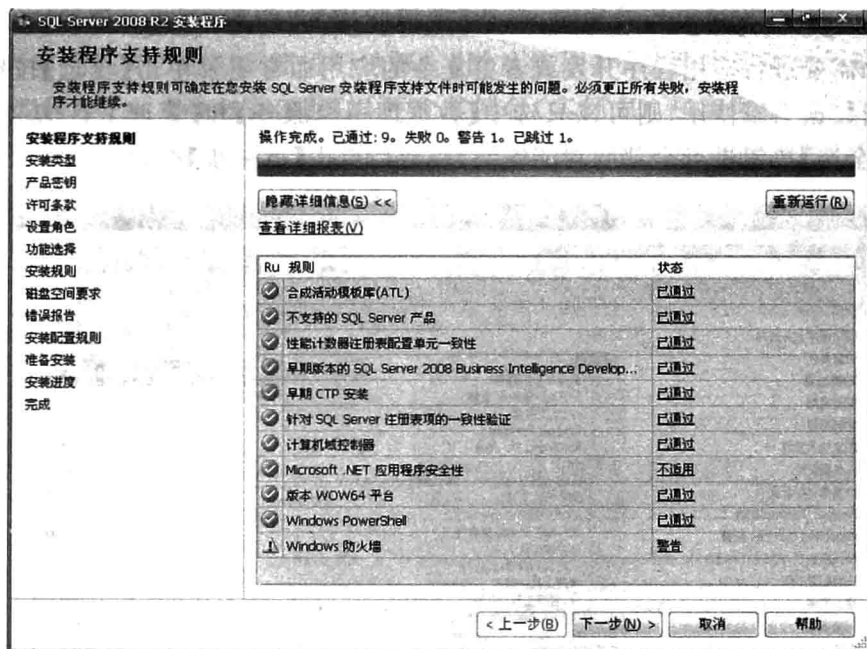 SQL Server 2008 R2 安装程序
安装程序支持规则
安装程序支持规则可确定在您安装 SQL Server 安装程序支持文件时可能发生的问题。必须更正所有失败，安装程
序才能继续。
安装程序支持规则
安装类型
产品密钥
许可条款
设置角色
功能选择
安装规则
磁盘空间要求
错误报告
安装配置规则
准备安装
安装进度
完成
操作完成。已通过: 9。失败 0。警告 1。已跳过 1。
隐藏详细信息(S) <<
重新运行(R)
查看详细报表(V)
Ru 规则 状态
合成活动模板库(ATL) 已通过
不支持的 SQL Server 产品 已通过
性能计数器注册表配置单元一致性 已通过
早期版本的 SQL Server 2008 Business Intelligence Develop... 已通过
早期 CTP 安装 已通过
针对 SQL Server 注册表项的一致性验证 已通过
计算机域控制器 已通过
Microsoft .NET 应用程序安全性 不适用
版本 WOW64 平台 已通过
Windows PowerShell 已通过
Windows 防火墙 警告
< 上一步(B) 下一步(N) > 取消 帮助